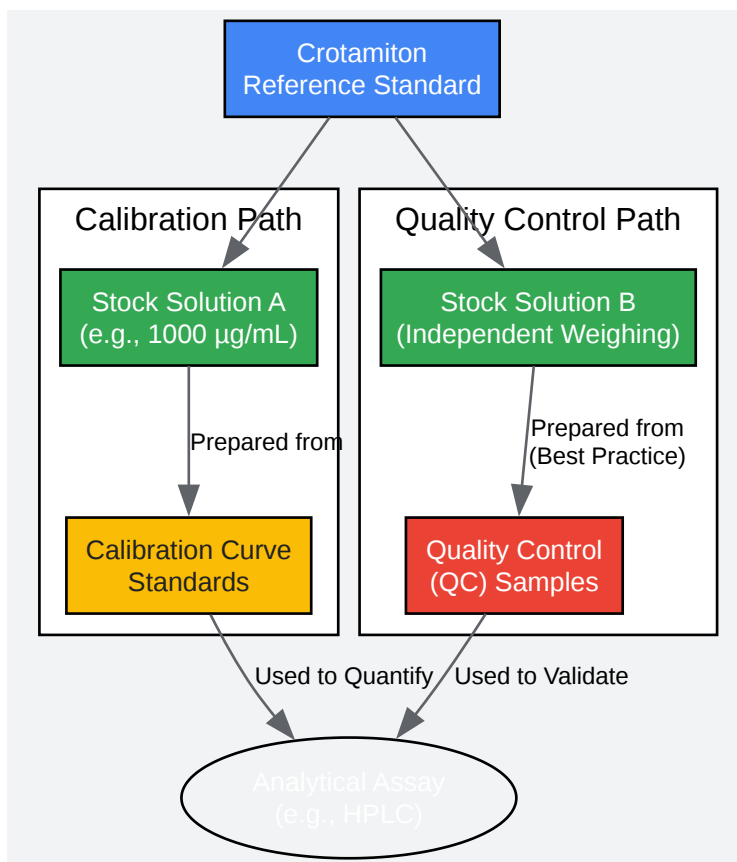 Crotamiton
Reference Standard
Calibration Path
Quality Control Path
Stock Solution A
(e.g., 1000 µg/mL)
Stock Solution B
(Independent Weighing)
Prepared from
Prepared from
(Best Practice)
Calibration Curve
Standards
Quality Control
(QC) Samples
Used to Quantify
Used to Validate
Analytical Assay
(e.g., HPLC)